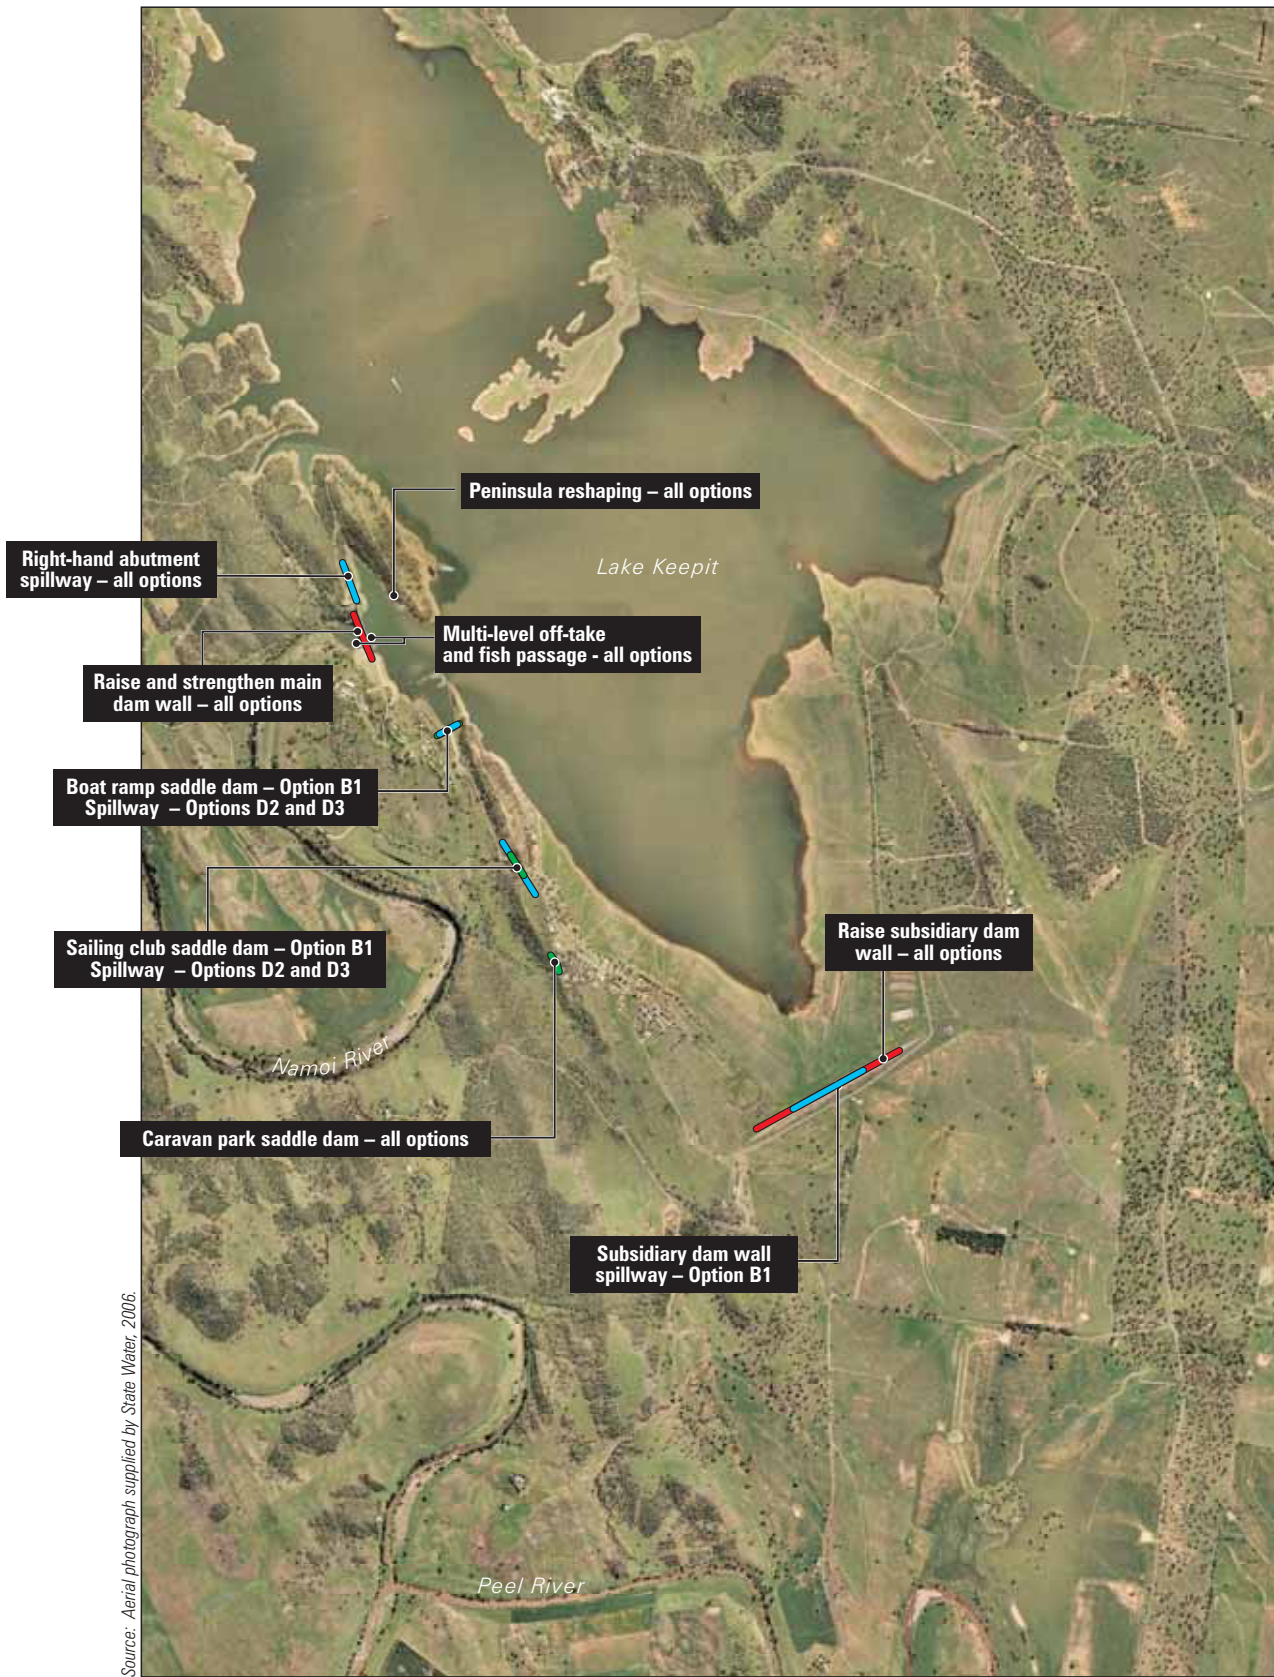 Peninsula reshaping – all options
Right-hand abutment
spillway – all options
Lake Keepit
Multi-level off-take
and fish passage - all options
Raise and strengthen main
dam wall – all options
Boat ramp saddle dam – Option B1
Spillway – Options D2 and D3
Sailing club saddle dam – Option B1
Spillway – Options D2 and D3
Raise subsidiary dam
wall – all options
Namoi River
Caravan park saddle dam – all options
Subsidiary dam wall
spillway – Option B1
Peel River
Source: Aerial photograph supplied by State Water, 2006.